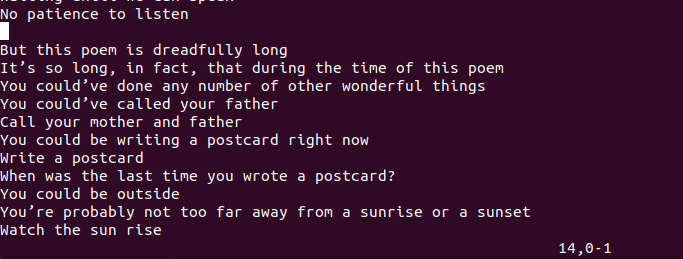 No patience to listen
But this poem is dreadfully long
It’s so long, in fact, that during the time of this poem
You could’ve done any number of other wonderful things
You could’ve called your father
Call your mother and father
You could be writing a postcard right now
Write a postcard
When was the last time you wrote a postcard?
You could be outside
You’re probably not too far away from a sunrise or a sunset
Watch the sun rise
14,0-1